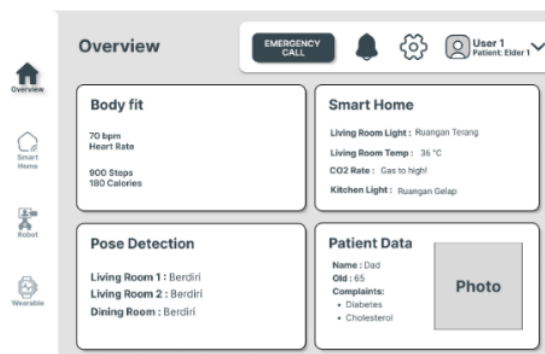 Overview
EMERGENCY
CALL
User 1
Patient: Elder 1
Overview
Smart
Home
Robot
Wearable
Body fit
70 bpm
Heart Rate
900 Steps
180 Calories
Smart Home
Living Room Light : Ruangan Terang
Living Room Temp : 36 °C
CO2 Rate : Gas to high!
Kitchen Light : Ruangan Gelap
Pose Detection
Living Room 1 : Berdiri
Living Room 2 : Berdiri
Dining Room : Berdiri
Patient Data
Name : Dad
Old : 65
Complaints:
• Diabetes
• Cholesterol
Photo